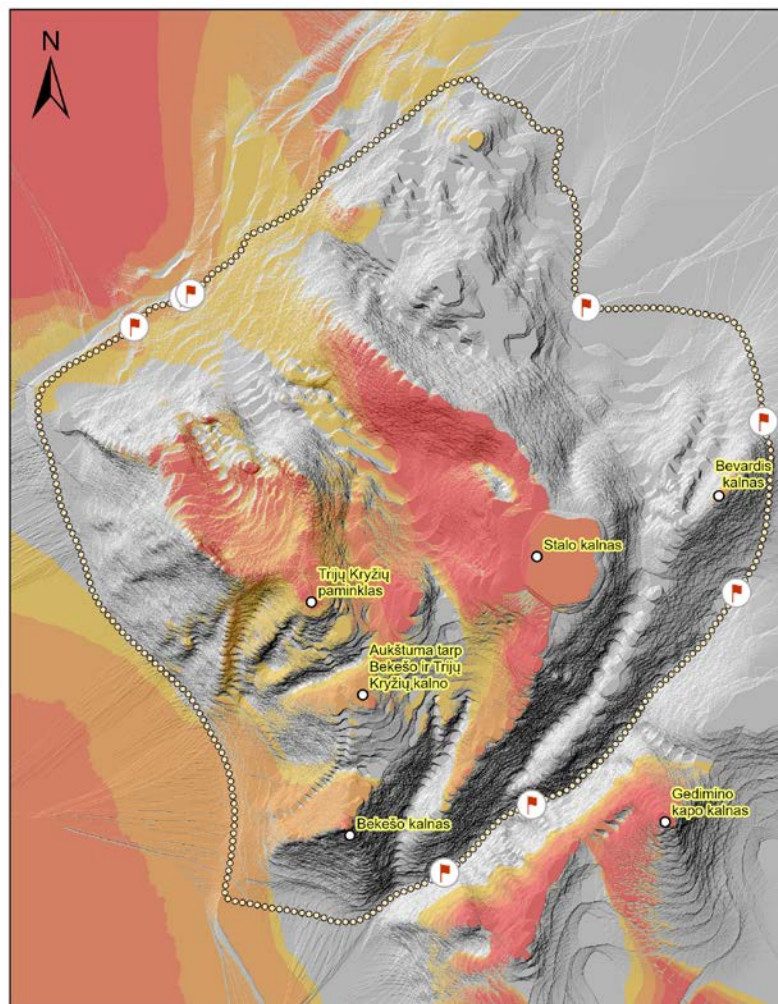 N
Bevardis
kalnas
Stalo kalnas
Trijų Kryžių
paminklas
Aukštuma tarp
Bekešo ir Trijų
Kryžių kalno
Gedimino
kapo kalnas
Bekešo kalnas